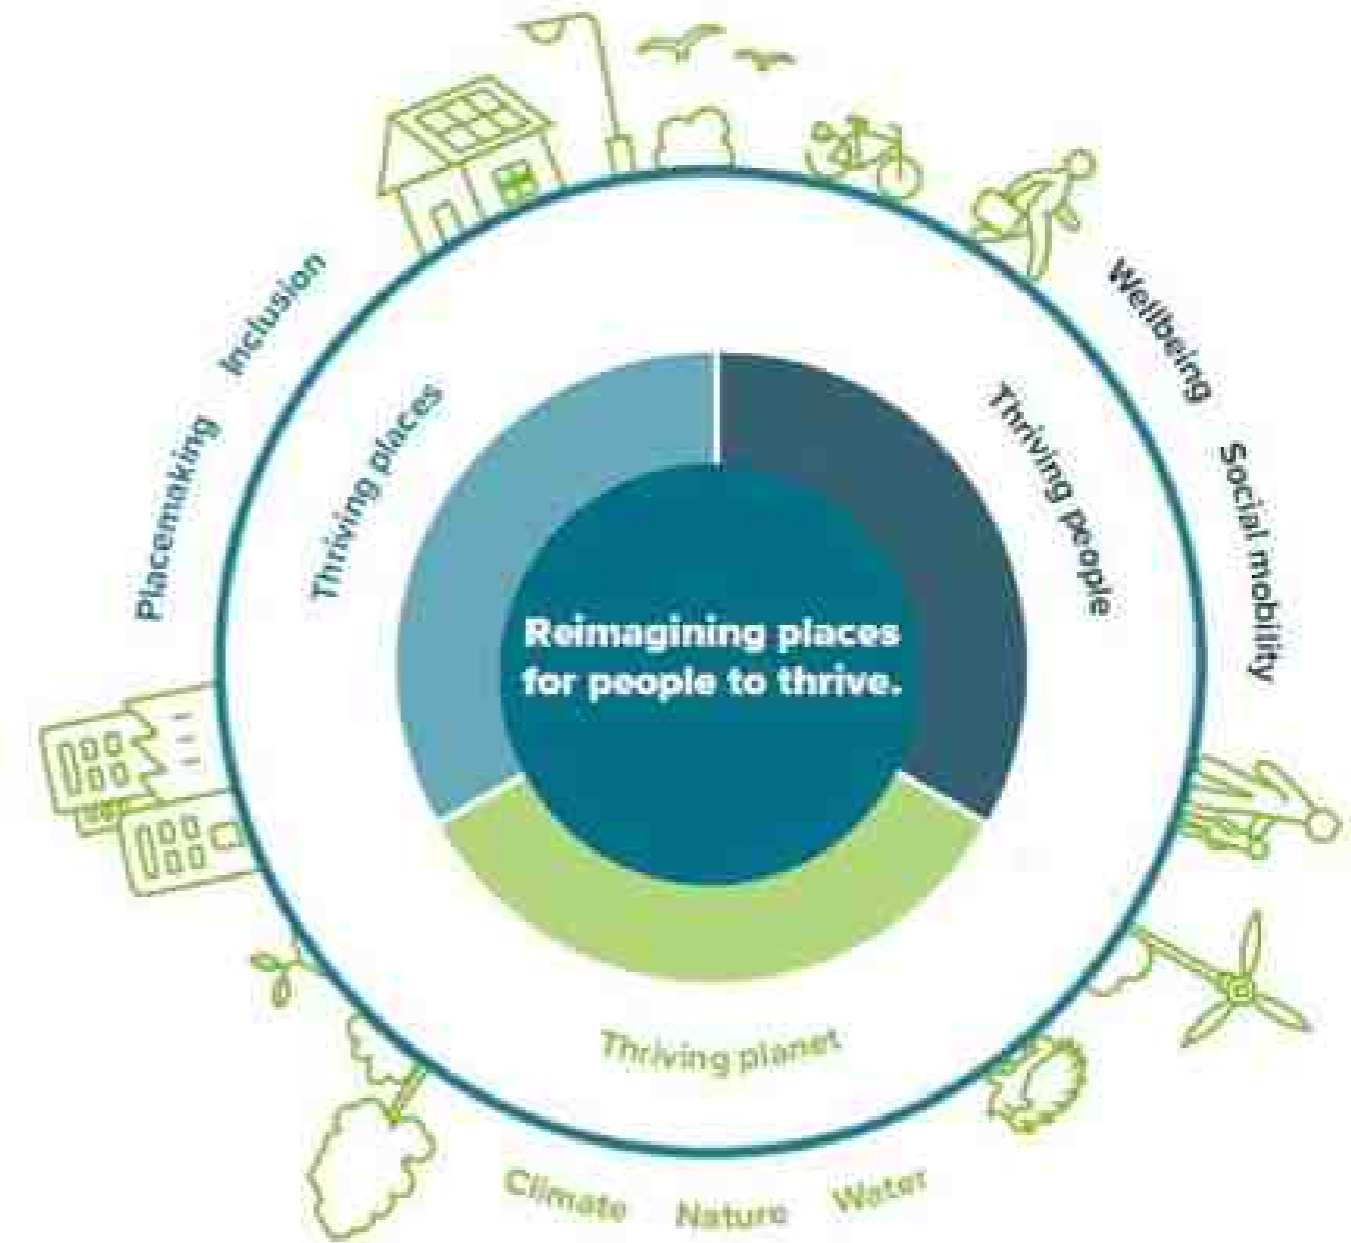 Inclusion
Placemaking
Thriving places
Wellbeing
Social mobility
Thriving people
Reimagining places
for people to thrive.
Thriving planet
Climate Nature Water